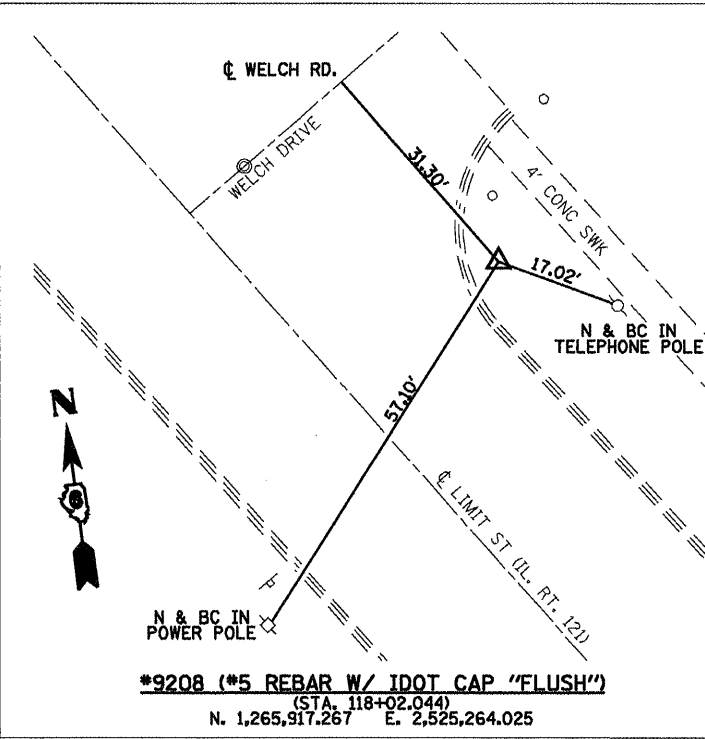 ℄ WELCH RD.
WELCH DRIVE
31.30'
4' CONC SWK
17.02'
N & BC IN
TELEPHONE POLE
57.10'
N
6
℄ LIMIT ST (IL. RT. 121)
P
N & BC IN
POWER POLE
#9208 (#5 REBAR W/ IDOT CAP "FLUSH")
(STA. 118+02.044)
N. 1,265,917.267 E. 2,525,264.025